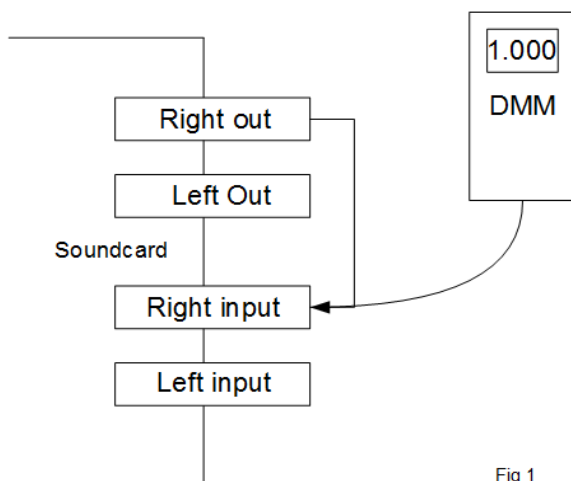 1.000
DMM
Right out
Left Out
Soundcard
Right input
Left input
Fig 1